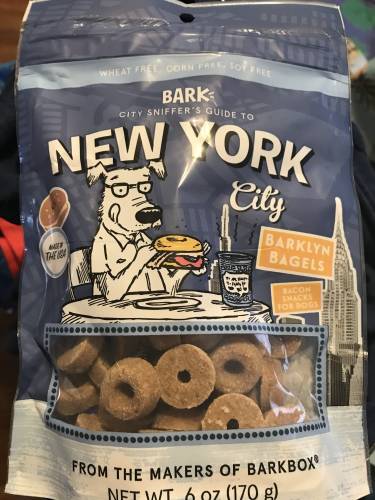 WHEAT FREE, CORN FREE, SOY FREE
BARK
CITY SNIFFER'S GUIDE TO
NEW YORK
City
MADE IN
THE USA
BARKLYN
BAGELS
BACON
SNACKS
FOR DOGS
FROM THE MAKERS OF BARKBOX®
NET WT. 6 oz (170 g)